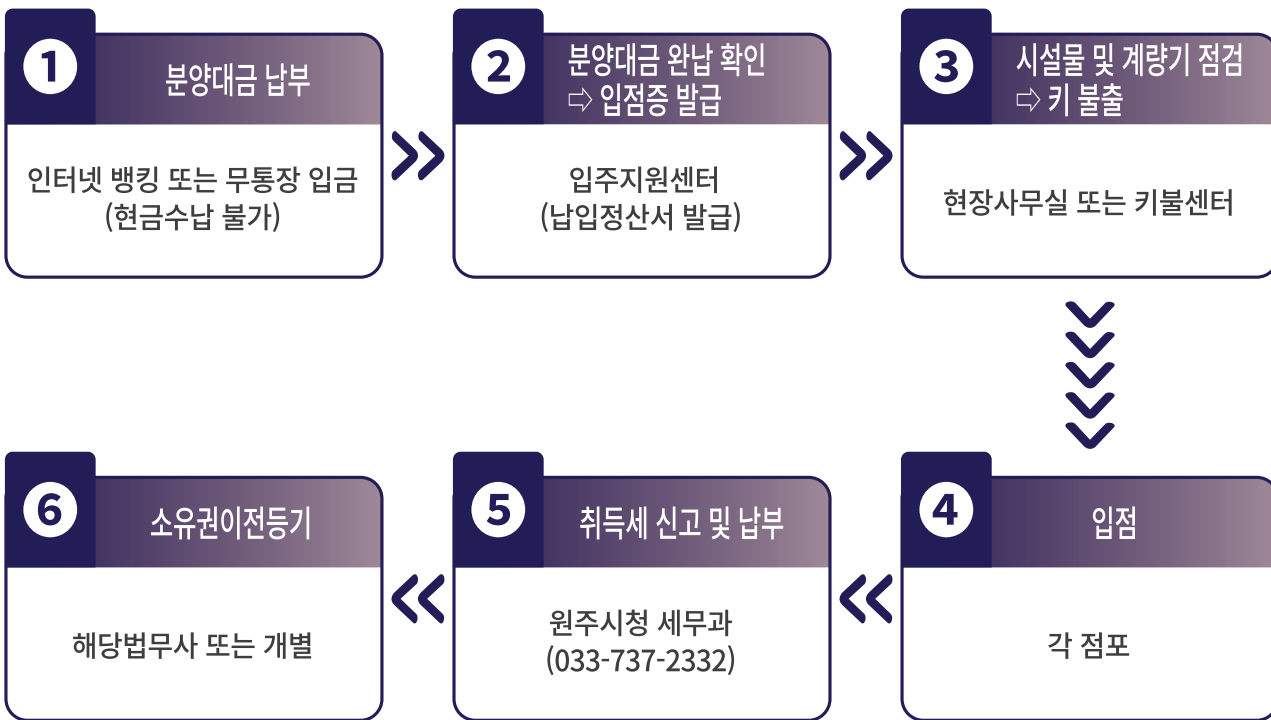 1
분양대금 납부
인터넷 뱅킹 또는 무통장 입금
(현금수납 불가)
2
분양대금 완납 확인
⇨ 입점증 발급
입주지원센터
(납입정산서 발급)
3
시설물 및 계량기 점검
⇨ 키 불출
현장사무실 또는 키불센터
4
입점
각 점포
5
취득세 신고 및 납부
원주시청 세무과
(033-737-2332)
6
소유권이전등기
해당법무사 또는 개별